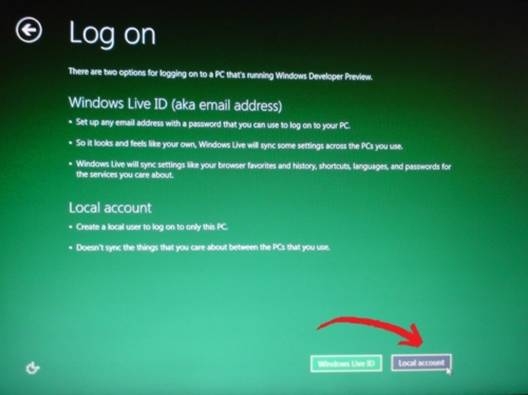 Log on
There are two options for logging on to a PC that's running Windows Developer Preview.
Windows Live ID (aka email address)
• Set up any email address with a password that you can use to log on to your PC.
• So it looks and feels like your own, Windows Live will sync some settings across the PCs you use.
• Windows Live will sync settings like your browser favorites and history, shortcuts, languages, and passwords for
the services you care about.
Local account
• Create a local user to log on to only this PC.
• Doesn't sync the things that you care about between the PCs that you use.
Windows Live ID
Local account